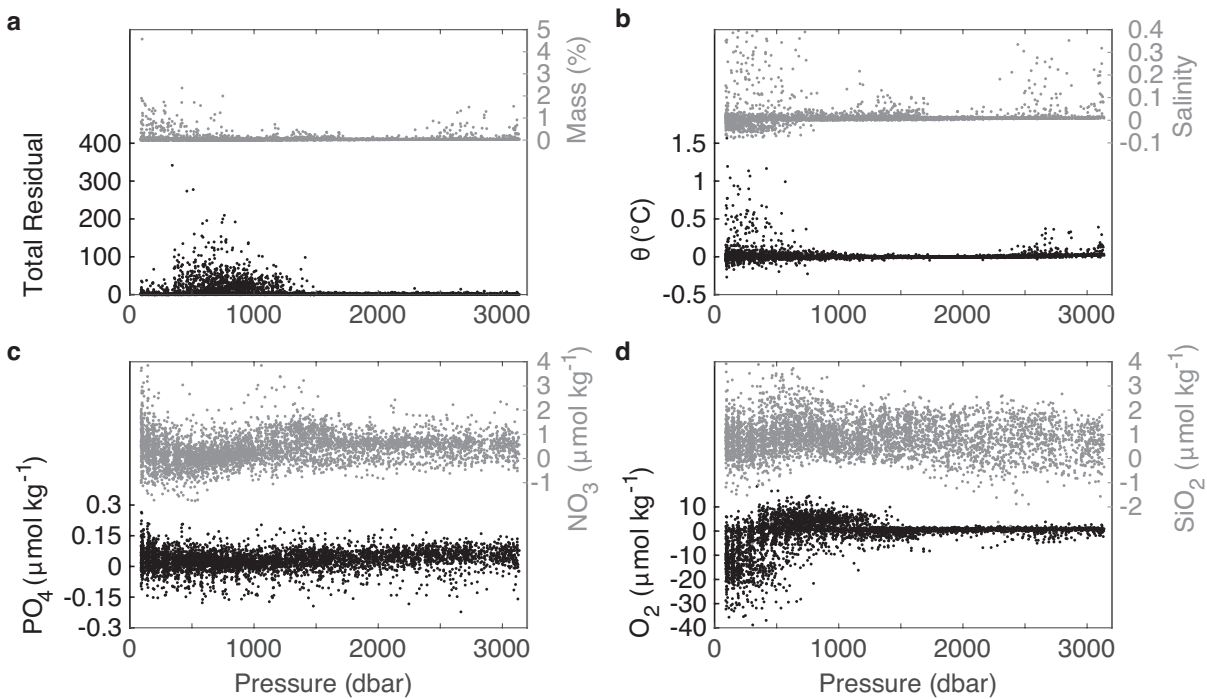 a
5
4
3
2
1
0
Mass (%)
400
300
200
100
0
Total Residual
0 1000 2000 3000
b
0.4
0.3
0.2
0.1
0
-0.1
Salinity
1.5
1
0.5
0
-0.5
θ (°C)
0 1000 2000 3000
c
4
3
2
1
0
-1
NO3 (μmol kg-1)
0.3
0.15
0
-0.15
-0.3
PO4 (μmol kg-1)
0 1000 2000 3000
Pressure (dbar)
d
4
3
2
1
0
-1
-2
SiO2 (μmol kg-1)
10
0
-10
-20
-30
-40
O2 (μmol kg-1)
0 1000 2000 3000
Pressure (dbar)